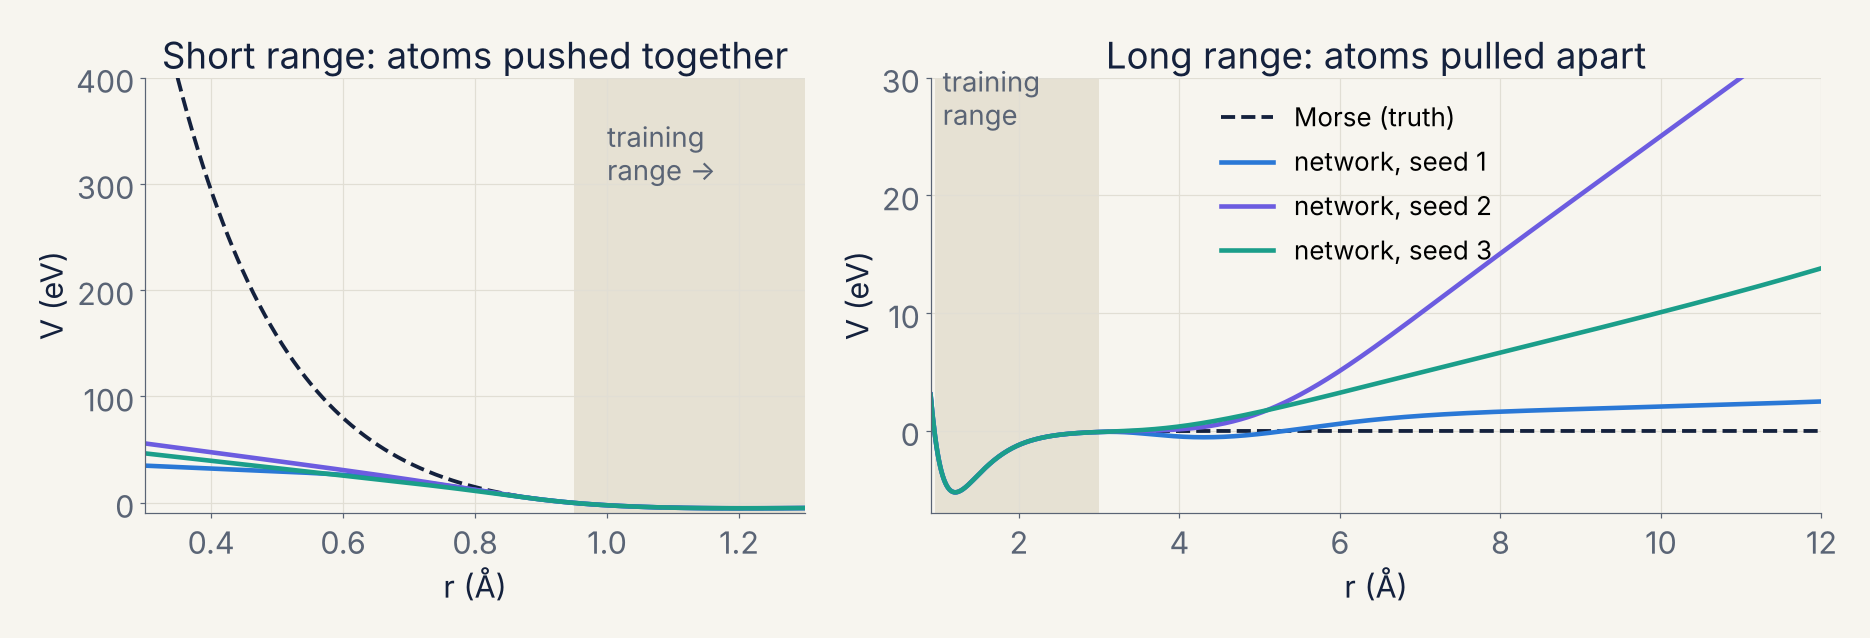 Short range: atoms pushed together
400
300
200
100
0
V (eV)
training
range →
0.4 0.6 0.8 1.0 1.2
r (Å)
Long range: atoms pulled apart
30
20
10
0
V (eV)
training
range
Morse (truth)
network, seed 1
network, seed 2
network, seed 3
2 4 6 8 10 12
r (Å)